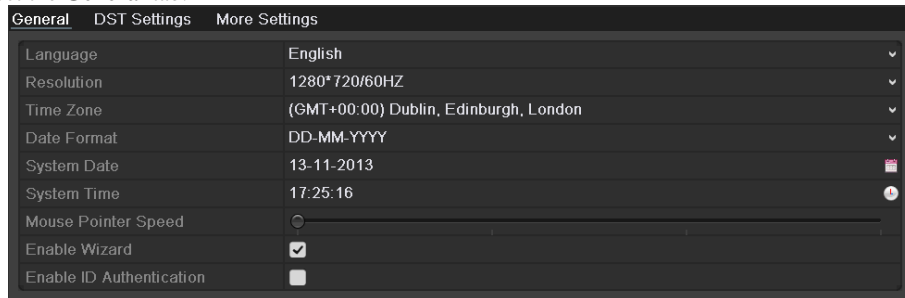 General DST Settings More Settings
Language English
Resolution 1280*720/60HZ
Time Zone (GMT+00:00) Dublin, Edinburgh, London
Date Format DD-MM-YYYY
System Date 13-11-2013
System Time 17:25:16
Mouse Pointer Speed
Enable Wizard
Enable ID Authentication